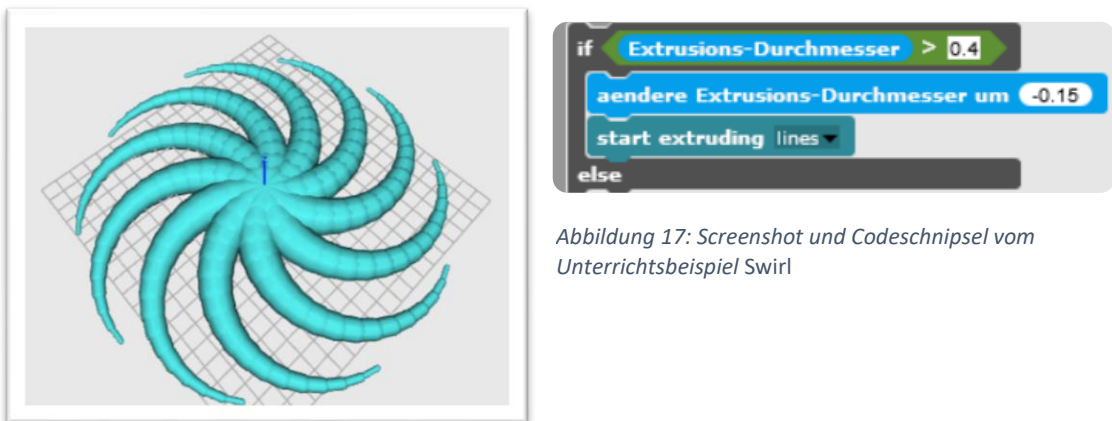 if Extrusions-Durchmesser > 0.4
aendere Extrusions-Durchmesser um -0.15
start extruding lines
else
Abbildung 17: Screenshot und Codeschnipsel vom
Unterrichtsbeispiel Swirl